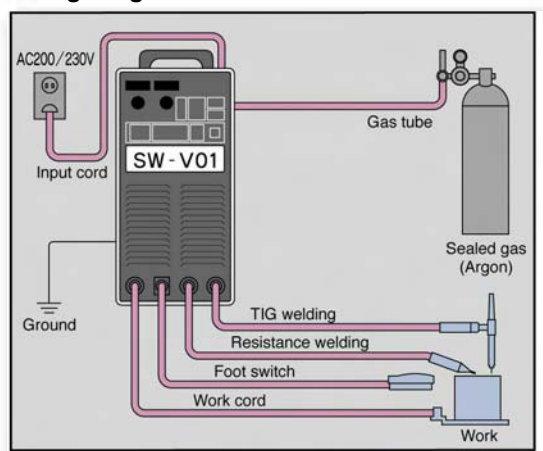 AC200/230V
Gas tube
SW-V01
Input cord
Sealed gas
(Argon)
Ground
TIG welding
Resistance welding
Foot switch
Work cord
Work